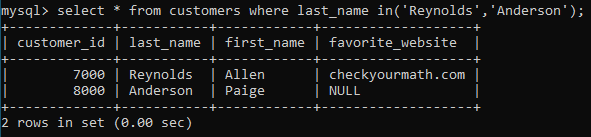 mysql> select * from customers where last_name in('Reynolds','Anderson');
+-------------+-----------+------------+-------------------+
| customer_id | last_name | first_name | favorite_website  |
+-------------+-----------+------------+-------------------+
|        7000 | Reynolds  | Allen      | checkyourmath.com |
|        8000 | Anderson  | Paige      | NULL              |
+-------------+-----------+------------+-------------------+
2 rows in set (0.00 sec)